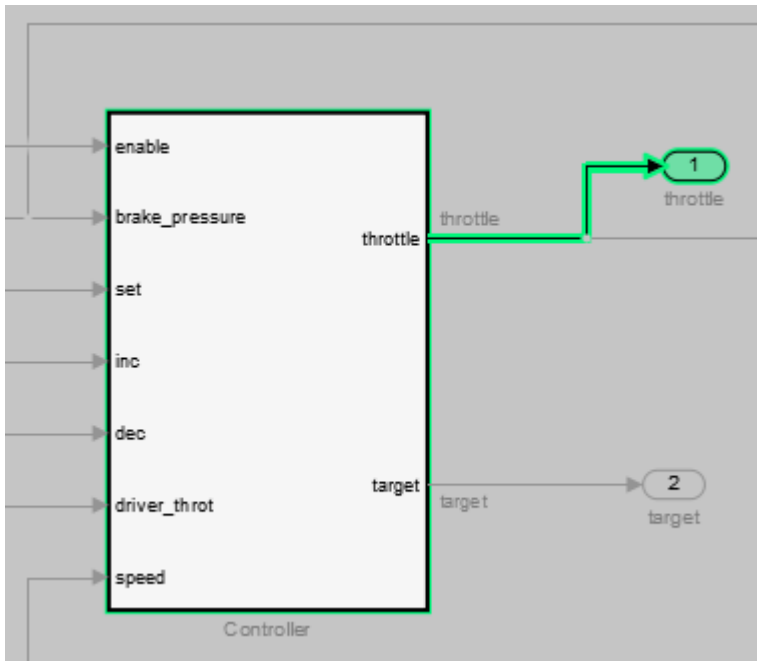 enable
brake_pressure
set
inc
dec
driver_throt
speed
throttle
target
throttle
target
1
throttle
2
target
Controller